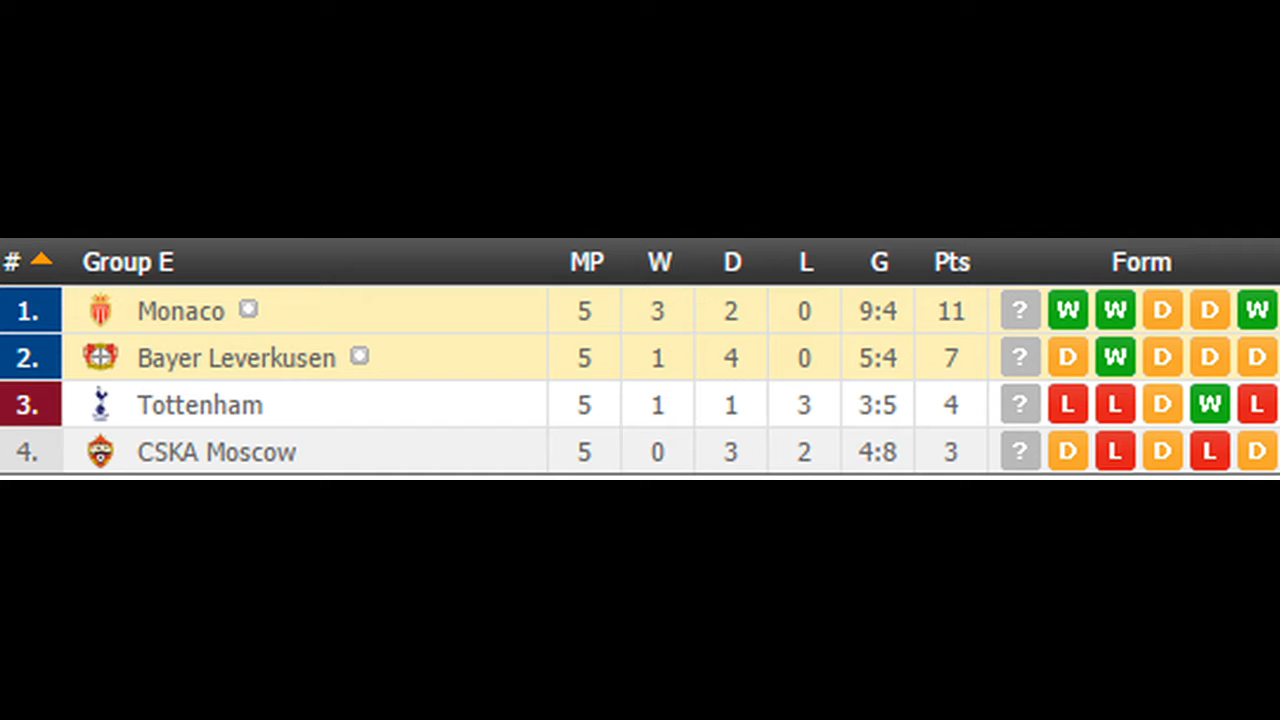 # Group E MP W D L G Pts Form
1. Monaco 5 3 2 0 9:4 11 ? W W D D W
2. Bayer Leverkusen 5 1 4 0 5:4 7 ? D W D D D
3. Tottenham 5 1 1 3 3:5 4 ? L L D W L
4. CSKA Moscow 5 0 3 2 4:8 3 ? D L D L D